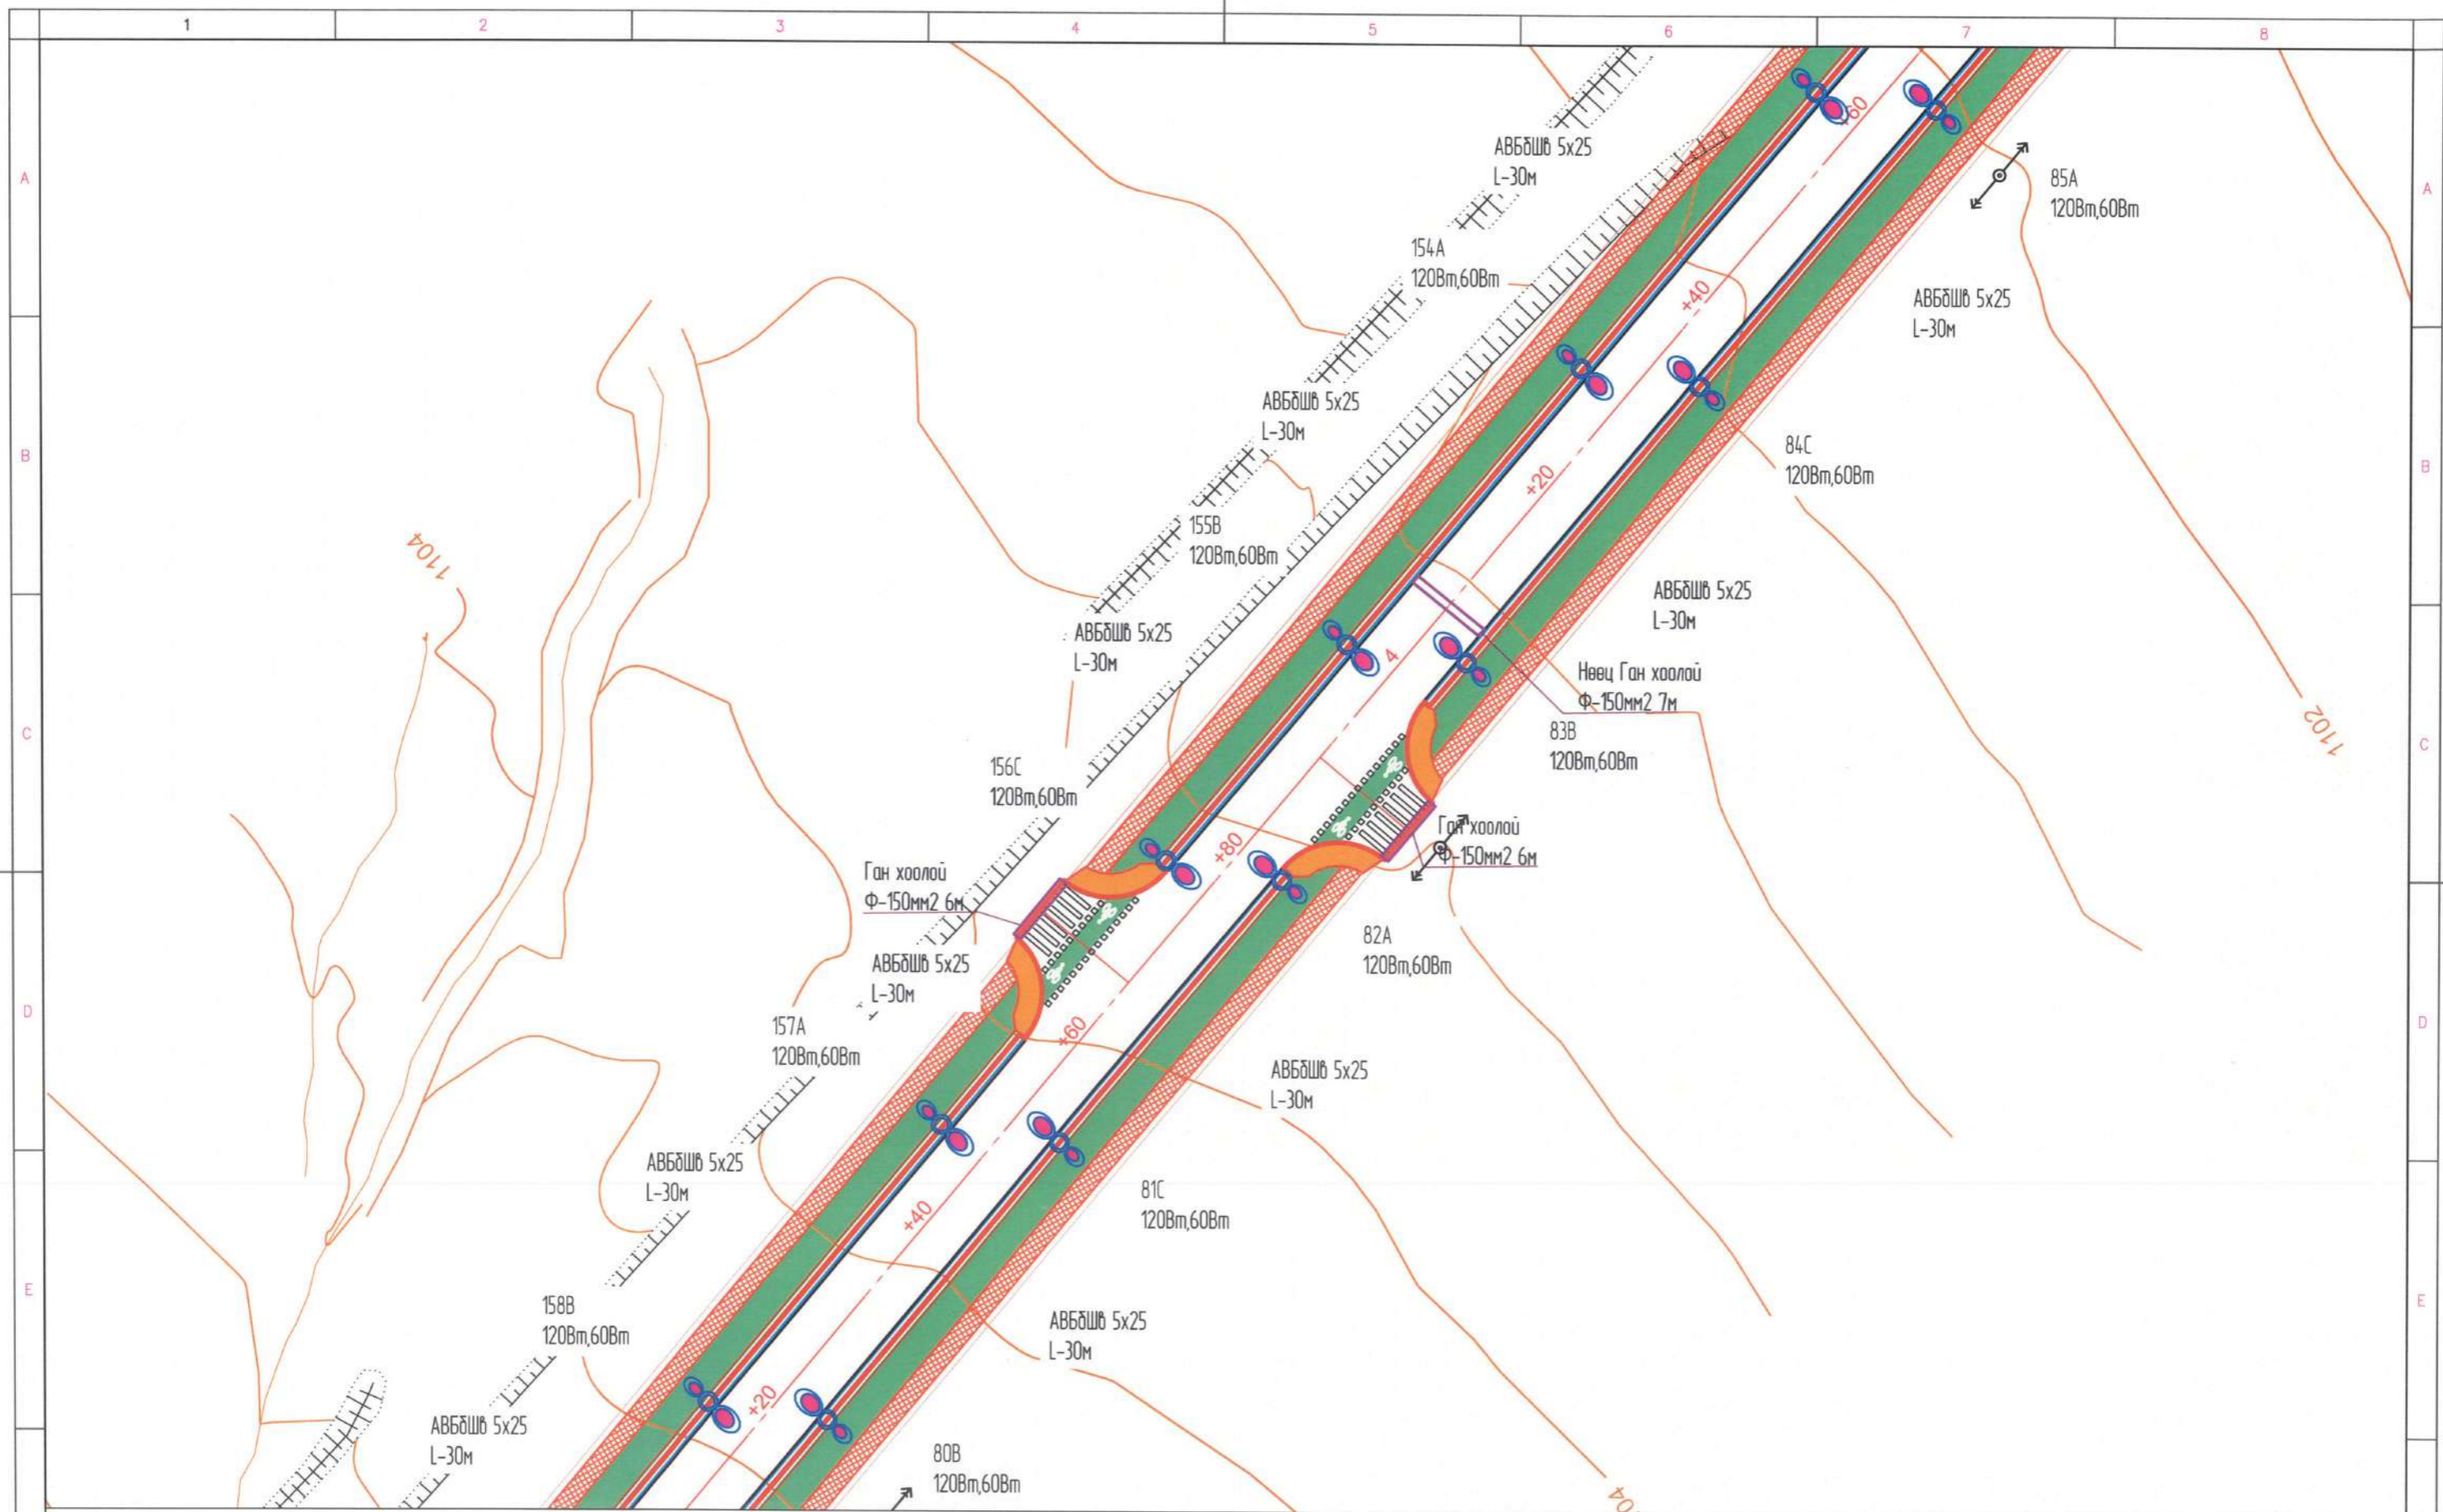 1 2 3 4 5 6 7 8
A
B
C
D
E
A
B
C
D
E
АВБбШв 5x25
L-30м
154A
120Вт,60Вт
АВБбШв 5x25
L-30м
155B
120Вт,60Вт
АВБбШв 5x25
L-30м
156C
120Вт,60Вт
Ган хоолой
Ф-150мм2 6м
АВБбШв 5x25
L-30м
157A
120Вт,60Вт
АВБбШв 5x25
L-30м
158B
120Вт,60Вт
АВБбШв 5x25
L-30м
+60
+40
+20
4
+80
+60
+40
+20
85A
120Вт,60Вт
АВБбШв 5x25
L-30м
84C
120Вт,60Вт
АВБбШв 5x25
L-30м
Нөөц Ган хоолой
Ф-150мм2 7м
83B
120Вт,60Вт
Ган хоолой
Ф-150мм2 6м
82A
120Вт,60Вт
АВБбШв 5x25
L-30м
81C
120Вт,60Вт
АВБбШв 5x25
L-30м
80B
120Вт,60Вт
1104
1102
04